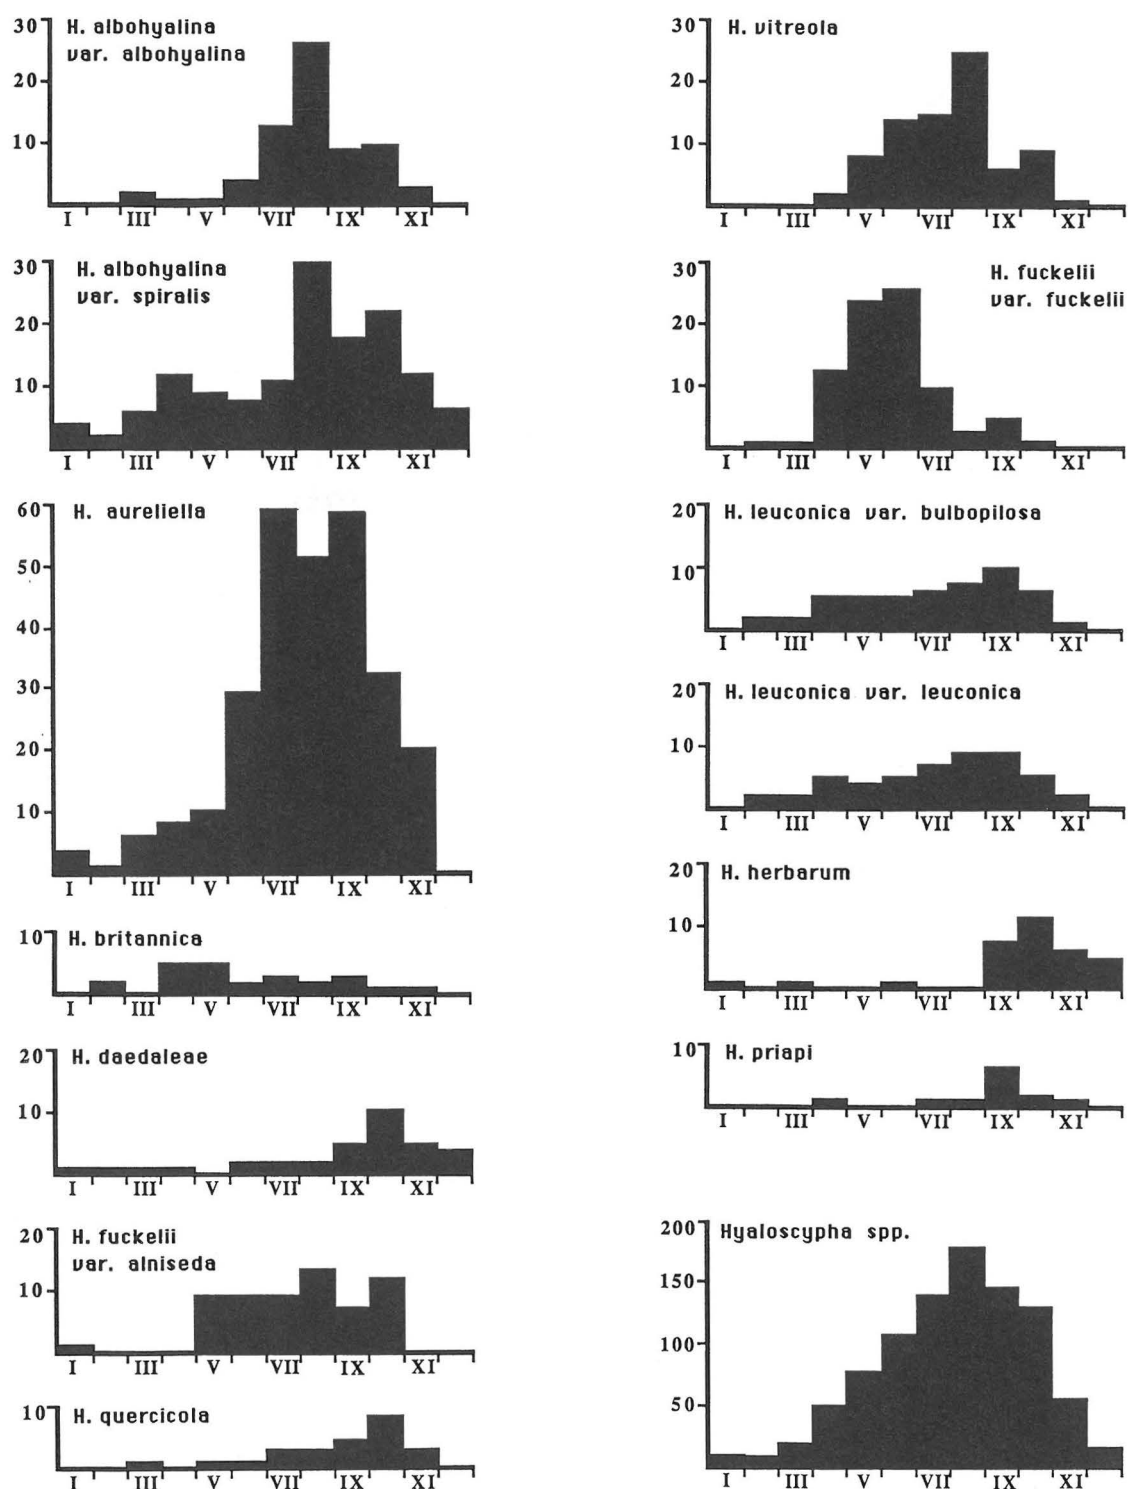 H. albohyalina
var. albohyalina
30
20
10
I III V VII IX XI
H. albohyalina
var. spiralis
30
20
10
I III V VII IX XI
H. aureliella
60
50
40
30
20
10
I III V VII IX XI
H. britannica
10
I III V VII IX XI
H. daedaleae
20
10
I III V VII IX XI
H. fuckelii
var. alniseda
20
10
I III V VII IX XI
H. quercicola
10
I III V VII IX XI
H. vitreola
30
20
10
I III V VII IX XI
H. fuckelii
var. fuckelii
30
20
10
I III V VII IX XI
H. leuconica var. bulbopilosa
20
10
I III V VII IX XI
H. leuconica var. leuconica
20
10
I III V VII IX XI
H. herbarum
20
10
I III V VII IX XI
H. priapi
10
I III V VII IX XI
Hyaloscypha spp.
200
150
100
50
I III V VII IX XI